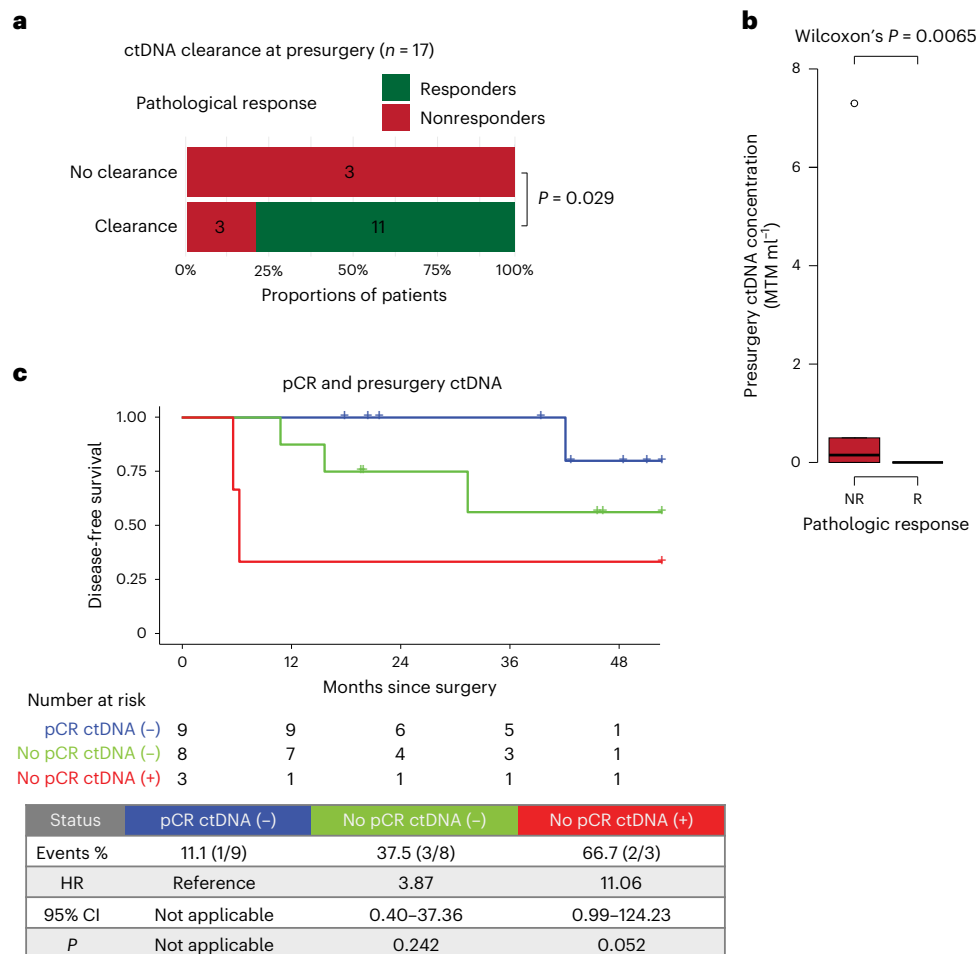 a
ctDNA clearance at presurgery (n = 17)
Pathological response
Responders
Nonresponders
No clearance
3
Clearance
3
11
P = 0.029
0%
25%
50%
75%
100%
Proportions of patients
b
Wilcoxon's P = 0.0065
8
6
4
2
0
Presurgery ctDNA concentration
(MTM ml⁻¹)
NR
R
Pathologic response
c
pCR and presurgery ctDNA
1.00
0.75
0.50
0.25
0
Disease-free survival
0
12
24
36
48
Months since surgery
Number at risk
pCR ctDNA (–) 9 9 6 5 1
No pCR ctDNA (–) 8 7 4 3 1
No pCR ctDNA (+) 3 1 1 1 1
Status pCR ctDNA (–) No pCR ctDNA (–) No pCR ctDNA (+)
Events % 11.1 (1/9) 37.5 (3/8) 66.7 (2/3)
HR Reference 3.87 11.06
95% CI Not applicable 0.40–37.36 0.99–124.23
P Not applicable 0.242 0.052